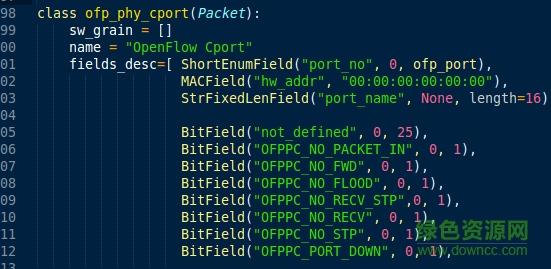 98 class ofp_phy_cport(Packet):
99 sw_grain = []
00 name = "OpenFlow Cport"
01 fields_desc=[ ShortEnumField("port_no", 0, ofp_port),
02 MACField("hw_addr", "00:00:00:00:00:00"),
03 StrFixedLenField("port_name", None, length=16)
04
05 BitField("not_defined", 0, 25),
06 BitField("OFPPC_NO_PACKET_IN", 0, 1),
07 BitField("OFPPC_NO_FWD", 0, 1),
08 BitField("OFPPC_NO_FLOOD", 0, 1),
09 BitField("OFPPC_NO_RECV_STP",0, 1),
10 BitField("OFPPC_NO_RECV", 0, 1),
11 BitField("OFPPC_NO_STP", 0, 1),
12 BitField("OFPPC_PORT_DOWN", 0, 1),
13
绿色资源网
www.downcc.com